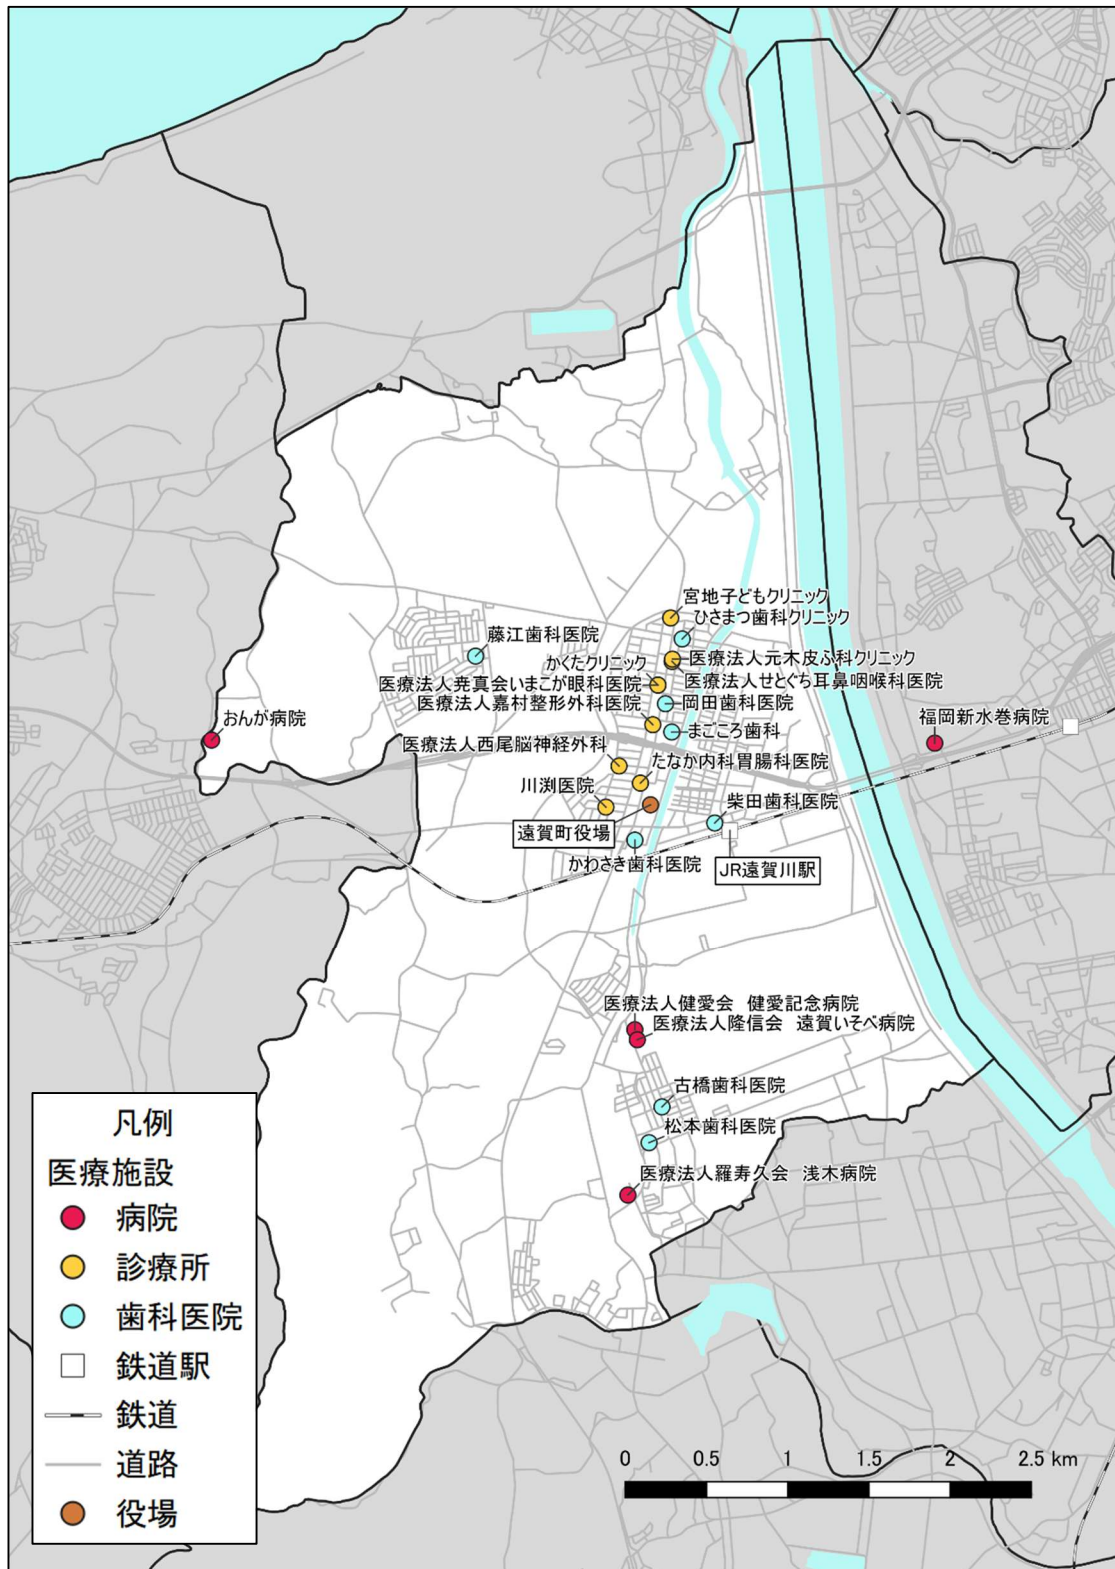 宮地子どもクリニック
ひさまつ歯科クリニック
藤江歯科医院
医療法人元木皮ふ科クリニック
かくたクリニック
医療法人せとぐち耳鼻咽喉科医院
医療法人尭真会いまこが眼科医院
医療法人嘉村整形外科医院
岡田歯科医院
おんが病院
福岡新水巻病院
まごころ歯科
医療法人西尾脳神経外科
たなか内科胃腸科医院
川渕医院
柴田歯科医院
遠賀町役場
かわさき歯科医院
JR遠賀川駅
医療法人健愛会　健愛記念病院
医療法人隆信会　遠賀いそべ病院
古橋歯科医院
松本歯科医院
医療法人羅寿久会　浅木病院
凡例
医療施設
病院
診療所
歯科医院
鉄道駅
鉄道
道路
役場
0 0.5 1 1.5 2 2.5 km